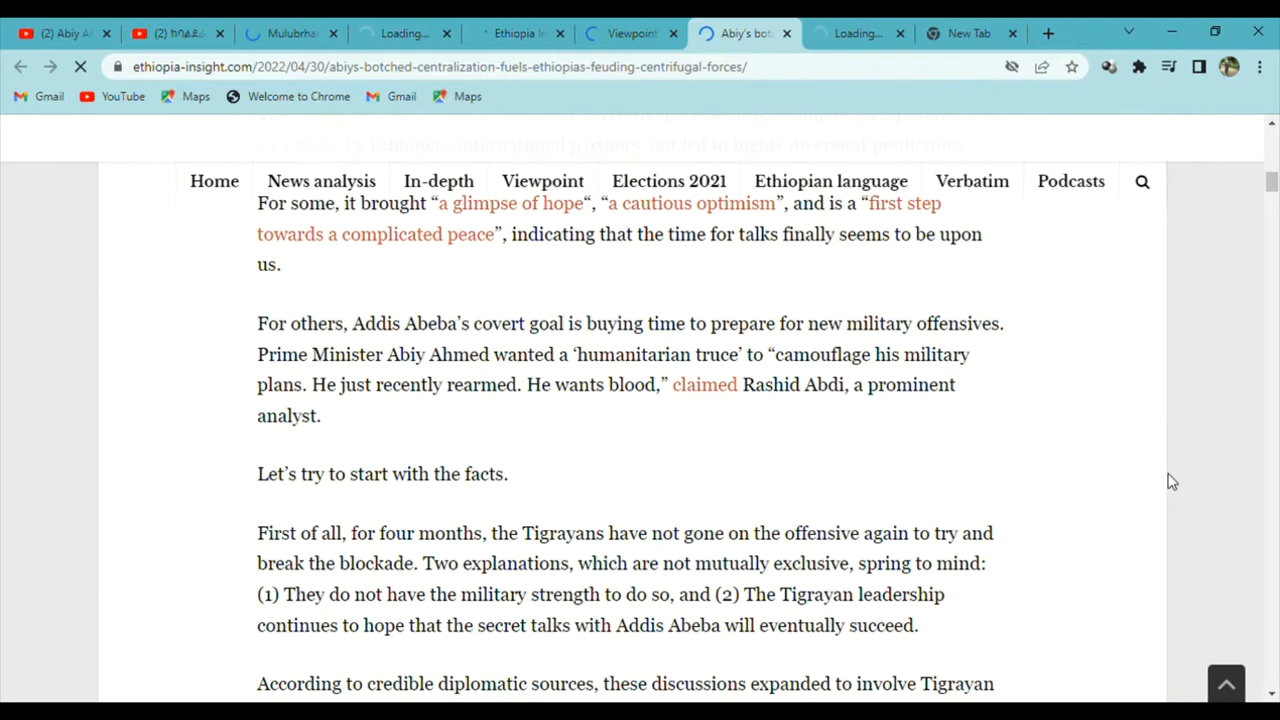 (2) Abiy A
(2) ከባለደራ
Mulubrha
Loading...
Ethiopia I
Viewpoint
Abiy's bot
Loading...
New Tab
ethiopia-insight.com/2022/04/30/abiys-botched-centralization-fuels-ethiopias-feuding-centrifugal-forces/
Gmail YouTube Maps Welcome to Chrome Gmail Maps
Home News analysis In-depth Viewpoint Elections 2021 Ethiopian language Verbatim Podcasts
For some, it brought “a glimpse of hope“, “a cautious optimism”, and is a “first step
towards a complicated peace”, indicating that the time for talks finally seems to be upon
us.
For others, Addis Abeba’s covert goal is buying time to prepare for new military offensives.
Prime Minister Abiy Ahmed wanted a ‘humanitarian truce’ to “camouflage his military
plans. He just recently rearmed. He wants blood,” claimed Rashid Abdi, a prominent
analyst.
Let’s try to start with the facts.
First of all, for four months, the Tigrayans have not gone on the offensive again to try and
break the blockade. Two explanations, which are not mutually exclusive, spring to mind:
(1) They do not have the military strength to do so, and (2) The Tigrayan leadership
continues to hope that the secret talks with Addis Abeba will eventually succeed.
According to credible diplomatic sources, these discussions expanded to involve Tigrayan